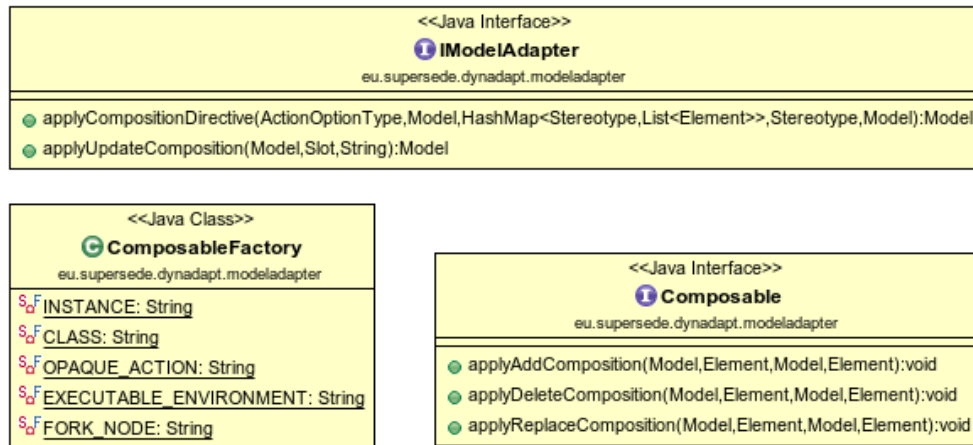 <<Java Interface>>
I IModelAdapter
eu.supersede.dynadapt.modeladapter
applyCompositionDirective(ActionOptionType,Model,HashMap<Stereotype,List<Element>>,Stereotype,Model):Model
applyUpdateComposition(Model,Slot,String):Model
<<Java Class>>
C ComposableFactory
eu.supersede.dynadapt.modeladapter
S F INSTANCE: String
S F CLASS: String
S F OPAQUE_ACTION: String
S F EXECUTABLE_ENVIRONMENT: String
S F FORK_NODE: String
<<Java Interface>>
I Composable
eu.supersede.dynadapt.modeladapter
applyAddComposition(Model,Element,Model,Element):void
applyDeleteComposition(Model,Element,Model,Element):void
applyReplaceComposition(Model,Element,Model,Element):void